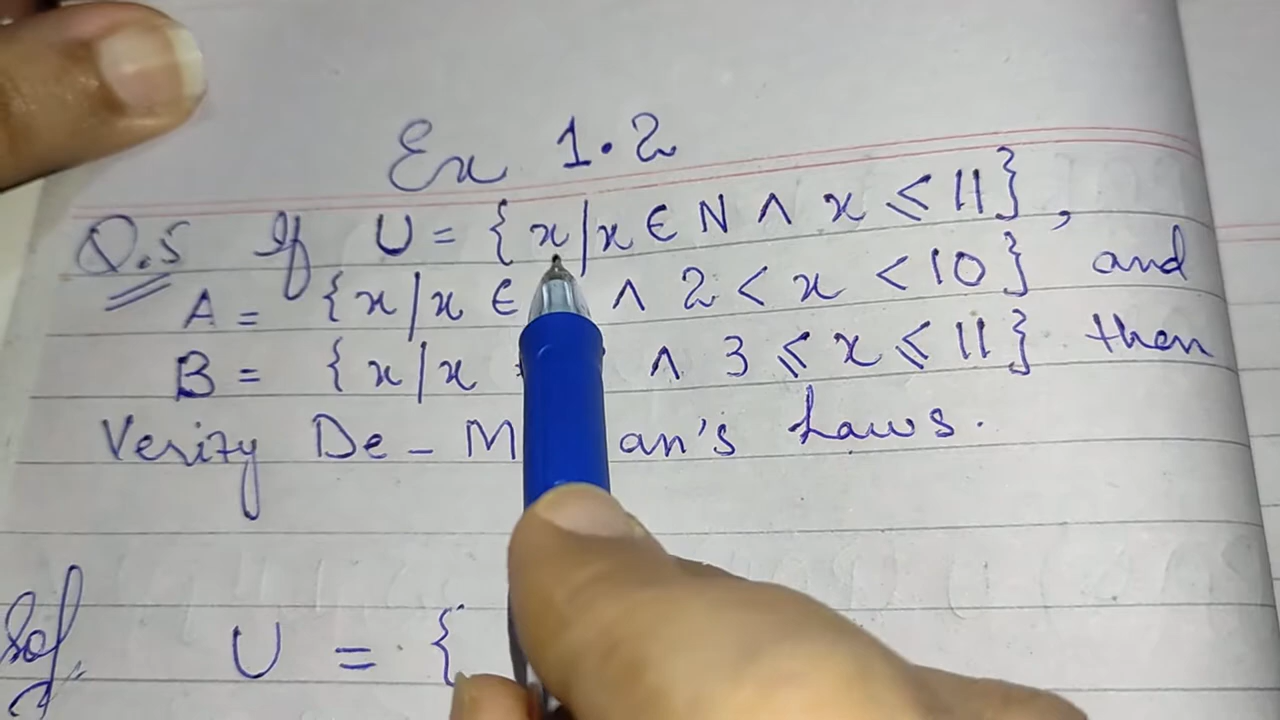 Ex 1.2
Q.5 If U = { x/x ∈ N ∧ x ≤ 11 } ,
A = { x/x ∈ ∧ 2 < x < 10 } and
B = { x/x ∧ 3 ≤ x ≤ 11 } then
Verify De - M an's Laws.
Sol U = {